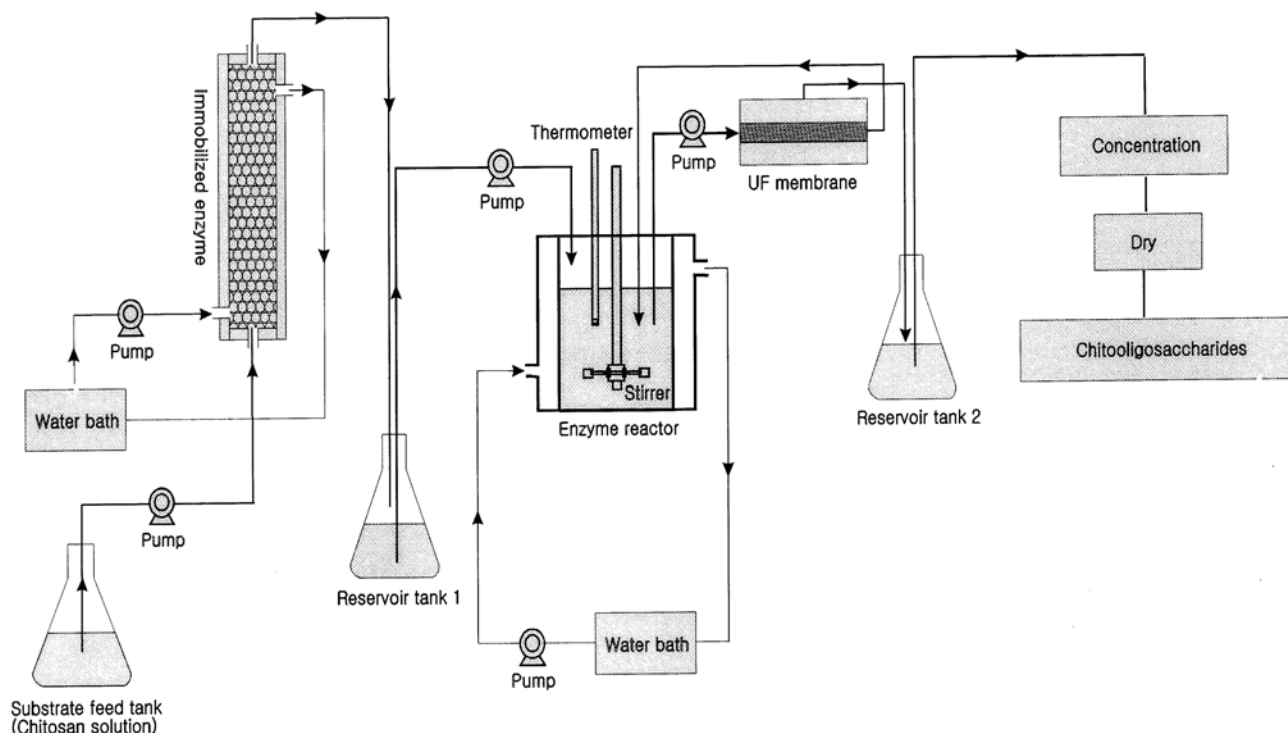 Immobilized enzyme
Thermometer
Pump
Pump
UF membrane
Concentration
Dry
Chitooligosaccharides
Pump
Water bath
Stirrer
Enzyme reactor
Reservoir tank 2
Pump
Reservoir tank 1
Water bath
Pump
Substrate feed tank
(Chitosan solution)